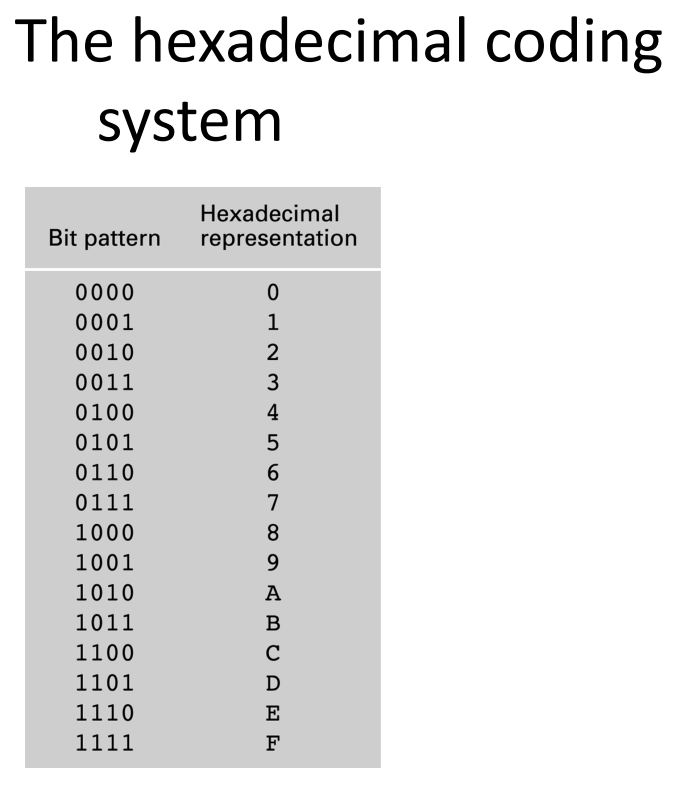 The hexadecimal coding
system
Hexadecimal
Bit pattern representation
0000 0
0001 1
0010 2
0011 3
0100 4
0101 5
0110 6
0111 7
1000 8
1001 9
1010 A
1011 B
1100 C
1101 D
1110 E
1111 F